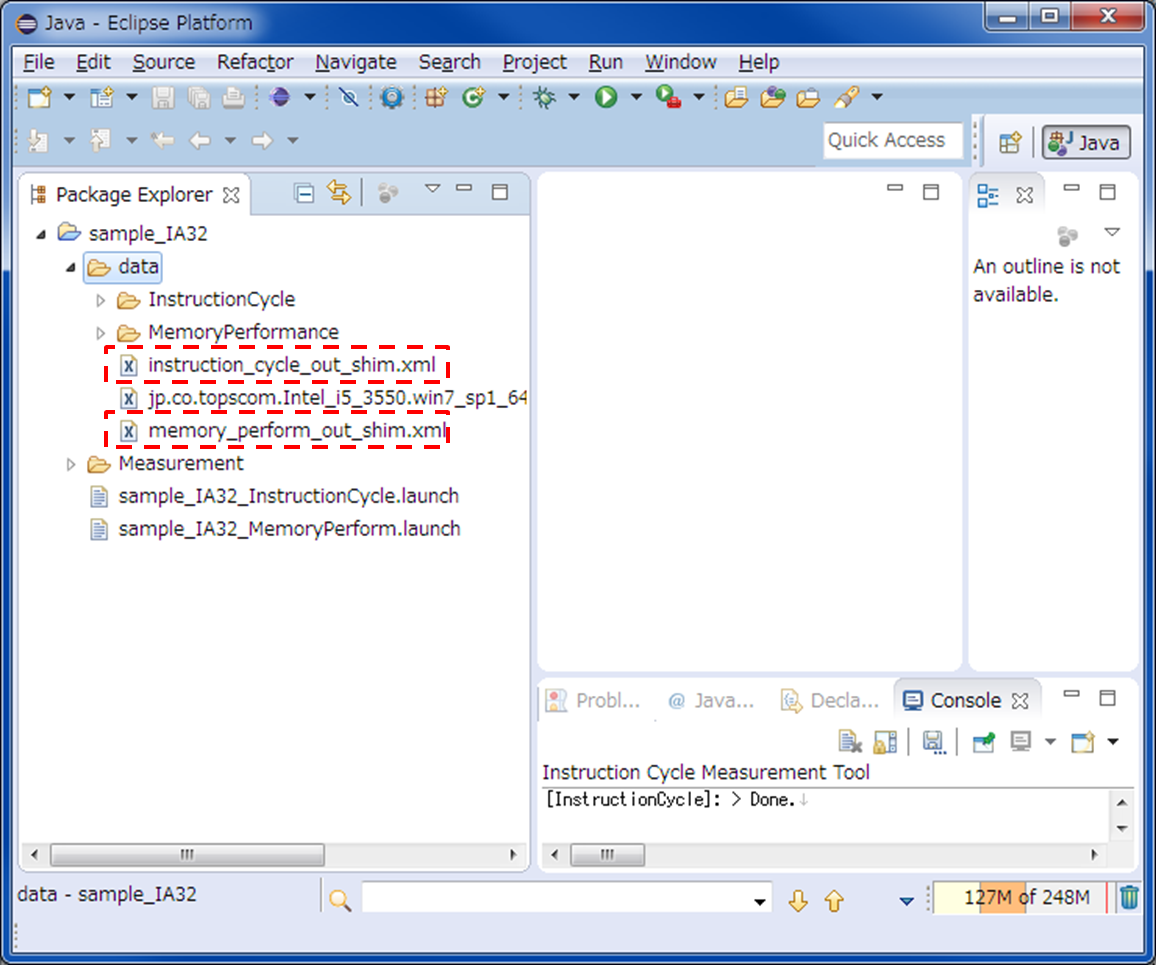 Java - Eclipse Platform
File Edit Source Refactor Navigate Search Project Run Window Help
Quick Access
Java
Package Explorer
sample_IA32
data
InstructionCycle
MemoryPerformance
instruction_cycle_out_shim.xml
jp.co.topscom.Intel_i5_3550.win7_sp1_64
memory_perform_out_shim.xml
Measurement
sample_IA32_InstructionCycle.launch
sample_IA32_MemoryPerform.launch
An outline is not
available.
Probl... @ Java... Decla... Console
Instruction Cycle Measurement Tool
[InstructionCycle]: > Done.↓
data - sample_IA32
127M of 248M